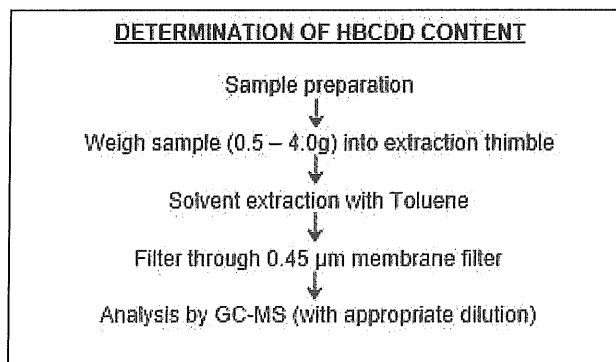 DETERMINATION OF HBCDD CONTENT
Sample preparation
Weigh sample (0.5 – 4.0g) into extraction thimble
Solvent extraction with Toluene
Filter through 0.45 µm membrane filter
Analysis by GC-MS (with appropriate dilution)